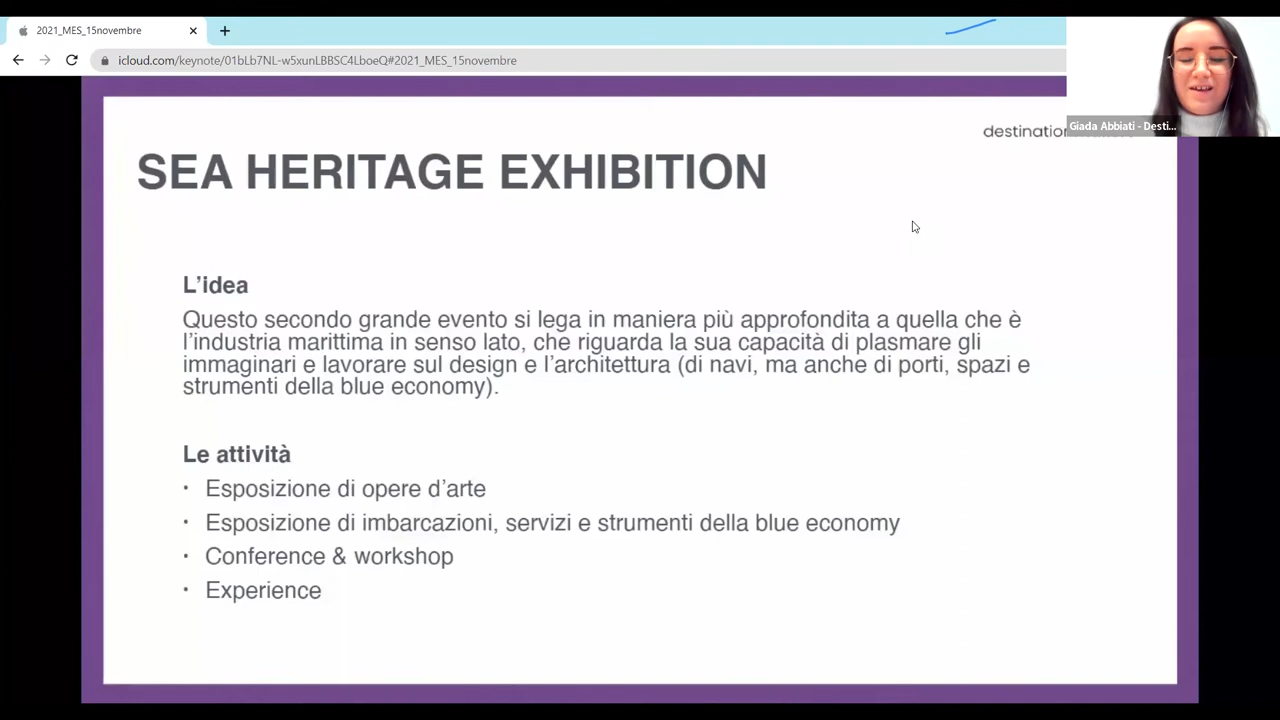 2021_MES_15novembre
icloud.com/keynote/01bLb7NL-w5xunLBBSC4LboeQ#2021_MES_15novembre
Giada Abbiati - Desti...
destination
SEA HERITAGE EXHIBITION
L'idea
Questo secondo grande evento si lega in maniera più approfondita a quella che è
l'industria marittima in senso lato, che riguarda la sua capacità di plasmare gli
immaginari e lavorare sul design e l'architettura (di navi, ma anche di porti, spazi e
strumenti della blue economy).
Le attività
· Esposizione di opere d'arte
· Esposizione di imbarcazioni, servizi e strumenti della blue economy
· Conference & workshop
· Experience